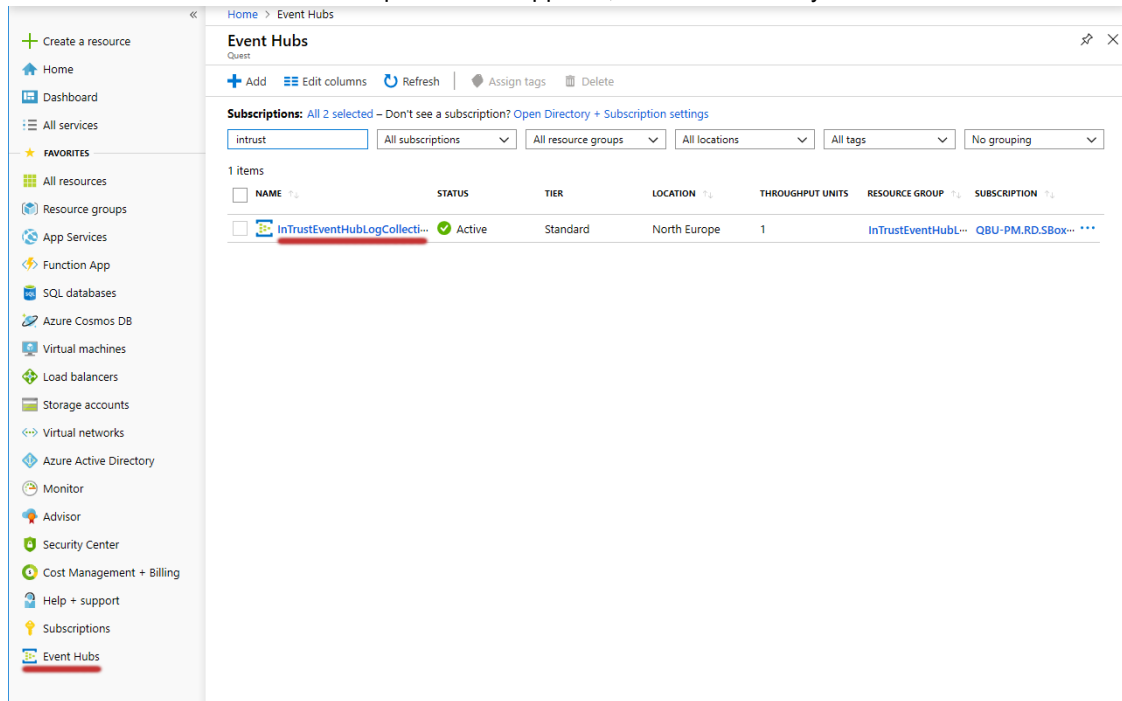 «
Home > Event Hubs
Create a resource
Home
Dashboard
All services
FAVORITES
All resources
Resource groups
App Services
Function App
SQL databases
Azure Cosmos DB
Virtual machines
Load balancers
Storage accounts
Virtual networks
Azure Active Directory
Monitor
Advisor
Security Center
Cost Management + Billing
Help + support
Subscriptions
Event Hubs
Event Hubs
Quest
Add Edit columns Refresh Assign tags Delete
Subscriptions: All 2 selected – Don't see a subscription? Open Directory + Subscription settings
intrust All subscriptions All resource groups All locations All tags No grouping
1 items
NAME STATUS TIER LOCATION THROUGHPUT UNITS RESOURCE GROUP SUBSCRIPTION
InTrustEventHubLogCollecti··· Active Standard North Europe 1 InTrustEventHubL··· QBU-PM.RD.SBox··· ···